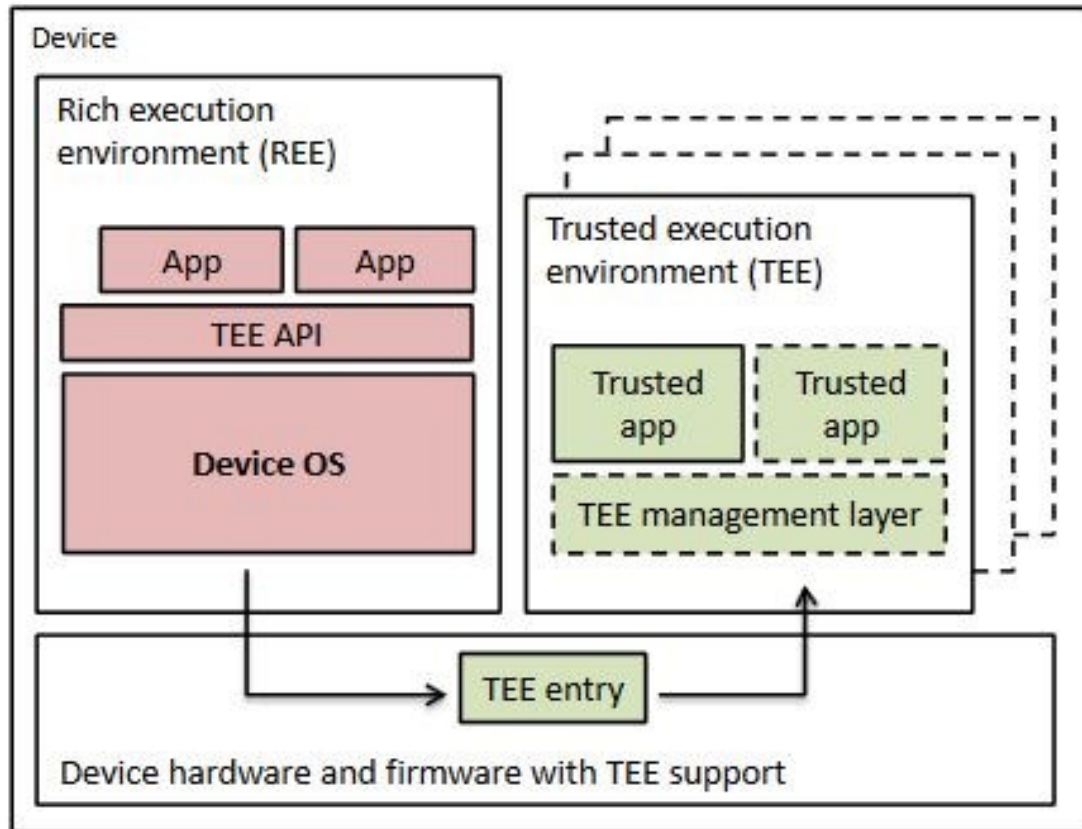 Device
Rich execution
environment (REE)
App
App
TEE API
Device OS
Trusted execution
environment (TEE)
Trusted
app
Trusted
app
TEE management layer
TEE entry
Device hardware and firmware with TEE support